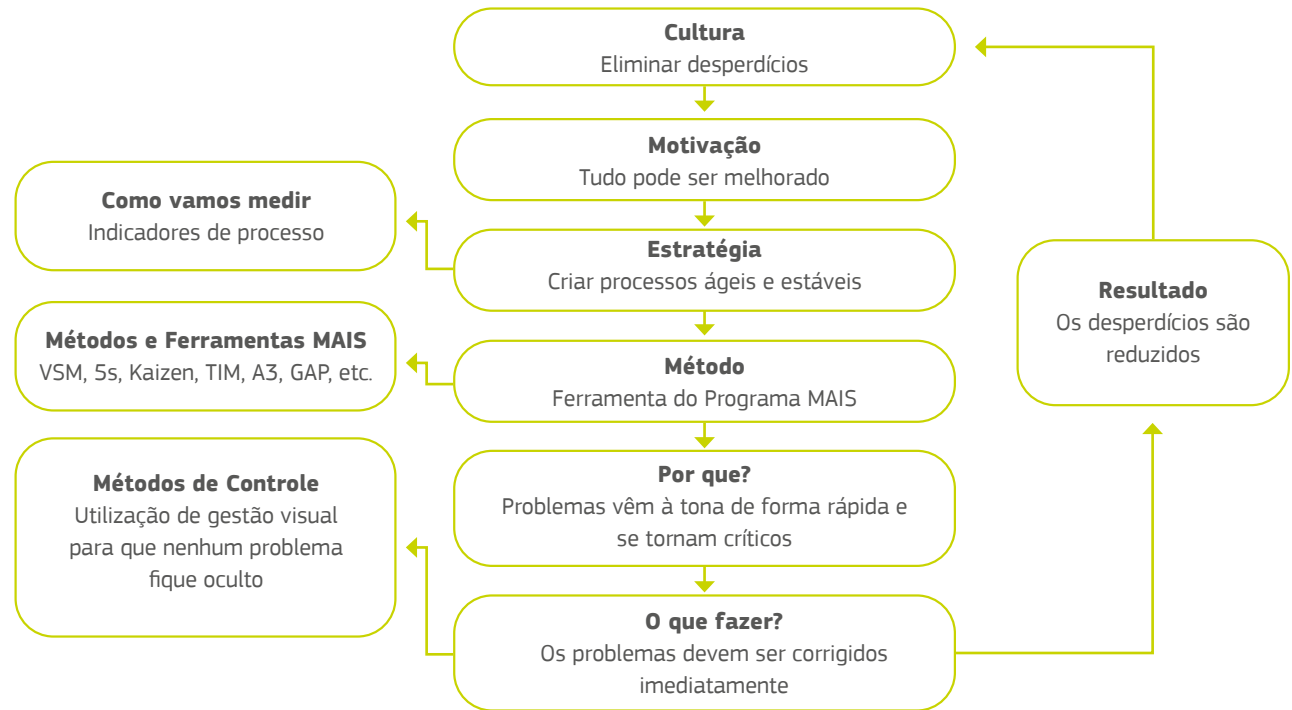 Cultura
Eliminar desperdícios
Motivação
Tudo pode ser melhorado
Como vamos medir
Indicadores de processo
Estratégia
Criar processos ágeis e estáveis
Resultado
Os desperdícios são
reduzidos
Métodos e Ferramentas MAIS
VSM, 5s, Kaizen, TIM, A3, GAP, etc.
Método
Ferramenta do Programa MAIS
Métodos de Controle
Utilização de gestão visual
para que nenhum problema
fique oculto
Por que?
Problemas vêm à tona de forma rápida e
se tornam críticos
O que fazer?
Os problemas devem ser corrigidos
imediatamente